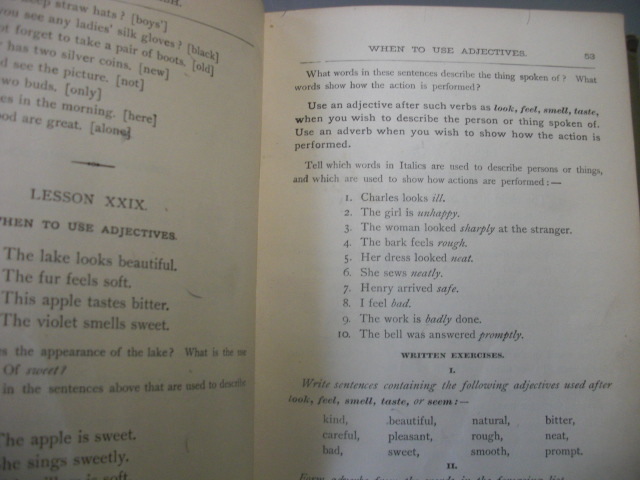 straw hats? [boys']
you see any ladies' silk gloves? [black]
forget to take a pair of boots. [old]
has two silver coins. [new]
see the picture. [not]
two buds. [only]
in the morning. [here]
are great. [alone]
LESSON XXIX.
WHEN TO USE ADJECTIVES.
The lake looks beautiful.
The fur feels soft.
This apple tastes bitter.
The violet smells sweet.
the appearance of the lake? What is the use
Of sweet?
in the sentences above that are used to describe
The apple is sweet.
She sings sweetly.
is soft
WHEN TO USE ADJECTIVES. 53
What words in these sentences describe the thing spoken of? What
words show how the action is performed?
Use an adjective after such verbs as look, feel, smell, taste,
when you wish to describe the person or thing spoken of.
Use an adverb when you wish to show how the action is
performed.
Tell which words in Italics are used to describe persons or things,
and which are used to show how actions are performed:—
1. Charles looks ill.
2. The girl is unhappy.
3. The woman looked sharply at the stranger.
4. The bark feels rough.
5. Her dress looked neat.
6. She sews neatly.
7. Henry arrived safe.
8. I feel bad.
9. The work is badly done.
10. The bell was answered promptly.
WRITTEN EXERCISES.
I.
Write sentences containing the following adjectives used after
look, feel, smell, taste, or seem:—
kind, beautiful, natural, bitter,
careful, pleasant, rough, neat,
bad, sweet, smooth, prompt.
II.